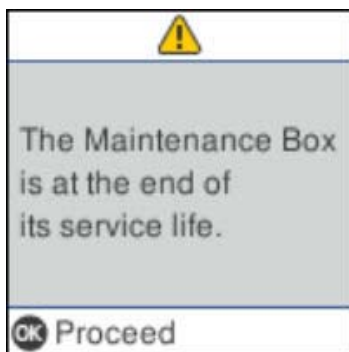 The Maintenance Box
is at the end of
its service life.
OK Proceed